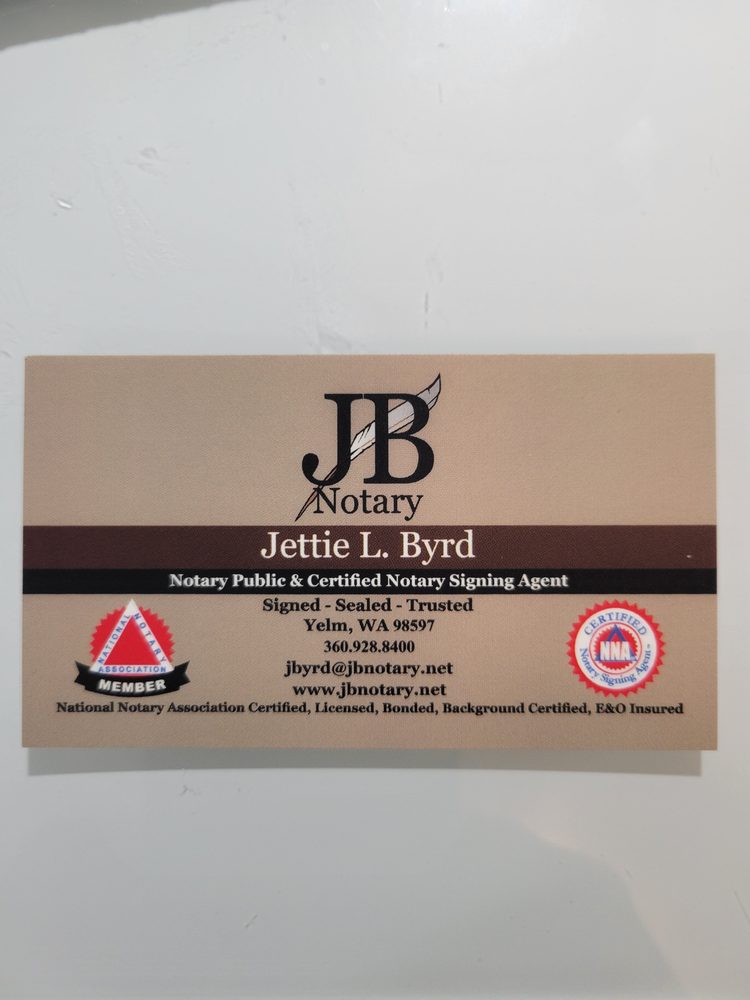 JB
Notary
Jettie L. Byrd
Notary Public & Certified Notary Signing Agent
Signed - Sealed - Trusted
Yelm, WA 98597
360.928.8400
jbyrd@jbnotary.net
www.jbnotary.net
NATIONAL NOTARY ASSOCIATION
MEMBER
CERTIFIED
NNA
Notary Signing Agent™
National Notary Association Certified, Licensed, Bonded, Background Certified, E&O Insured